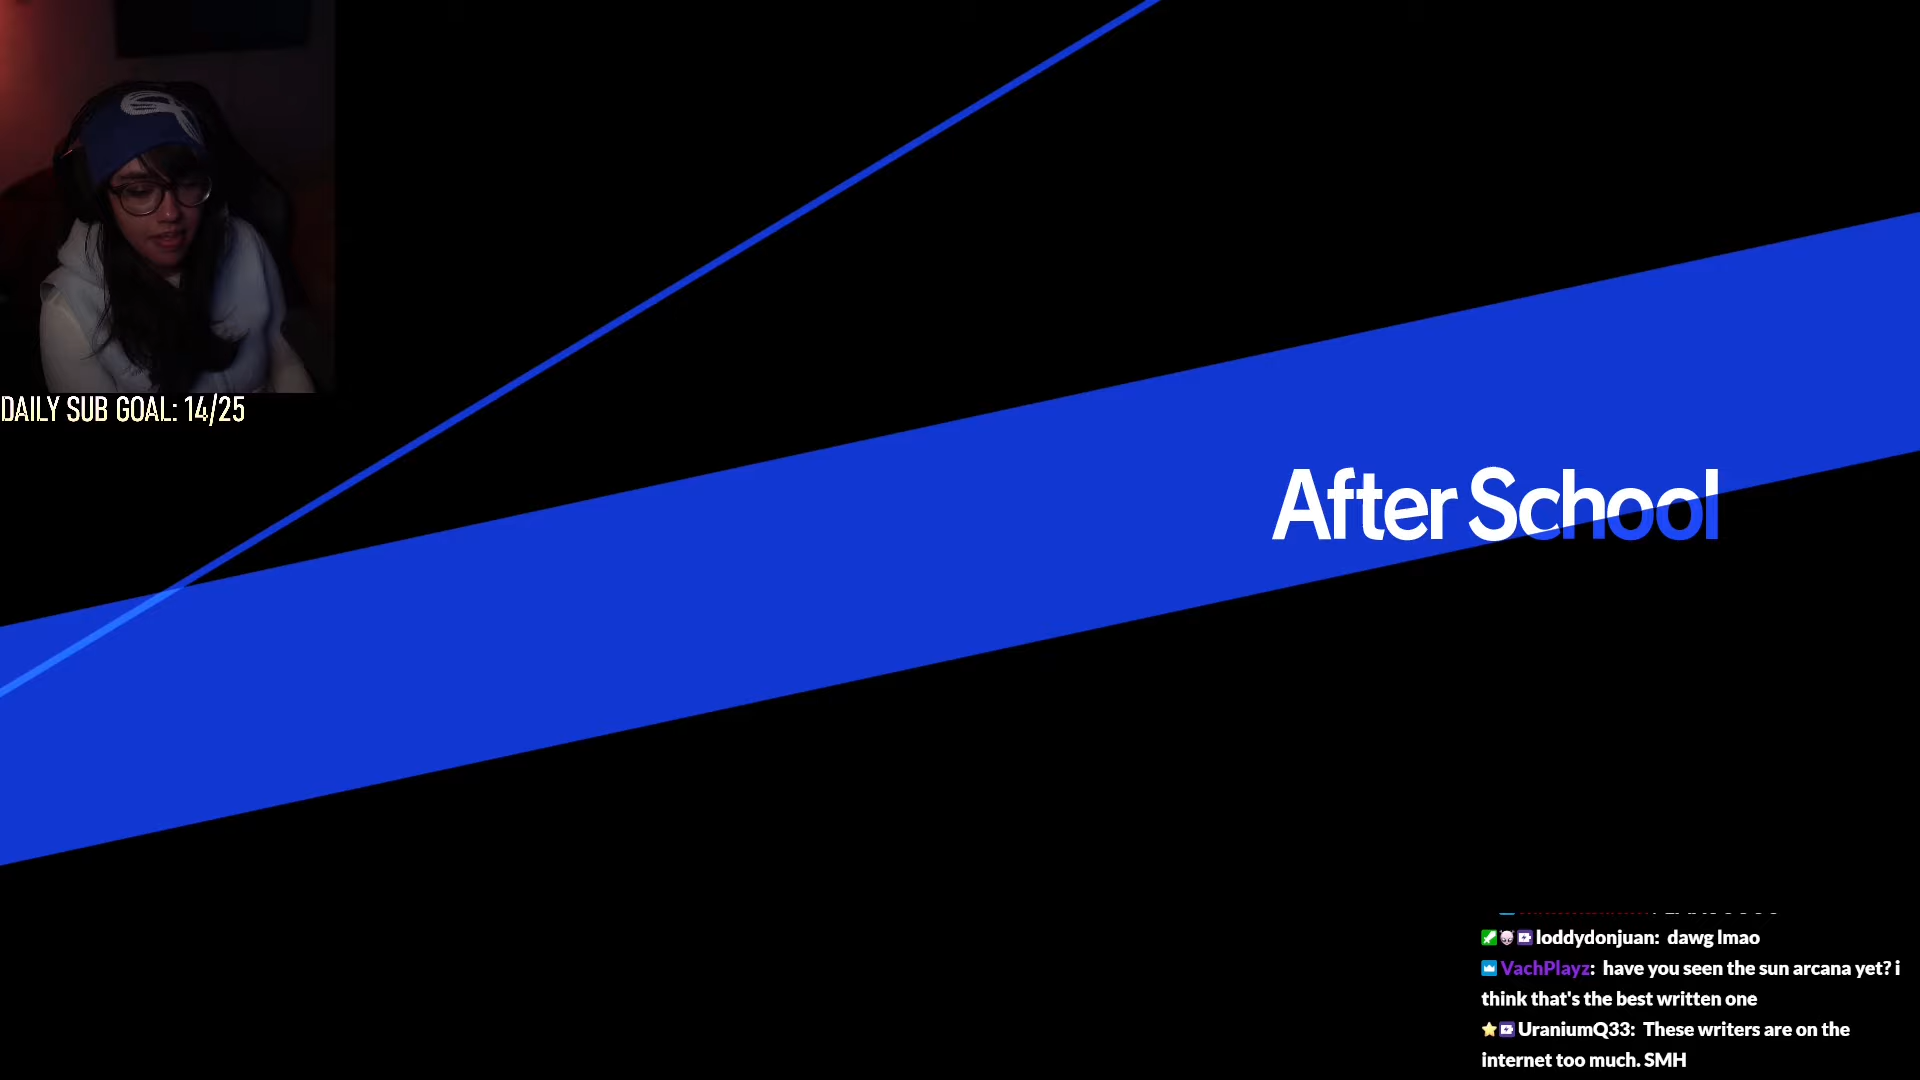 DAILY SUB GOAL: 14/25
After School
loddydonjuan: dawg lmao
VachPlayz: have you seen the sun arcana yet? i
think that's the best written one
UraniumQ33: These writers are on the
internet too much. SMH